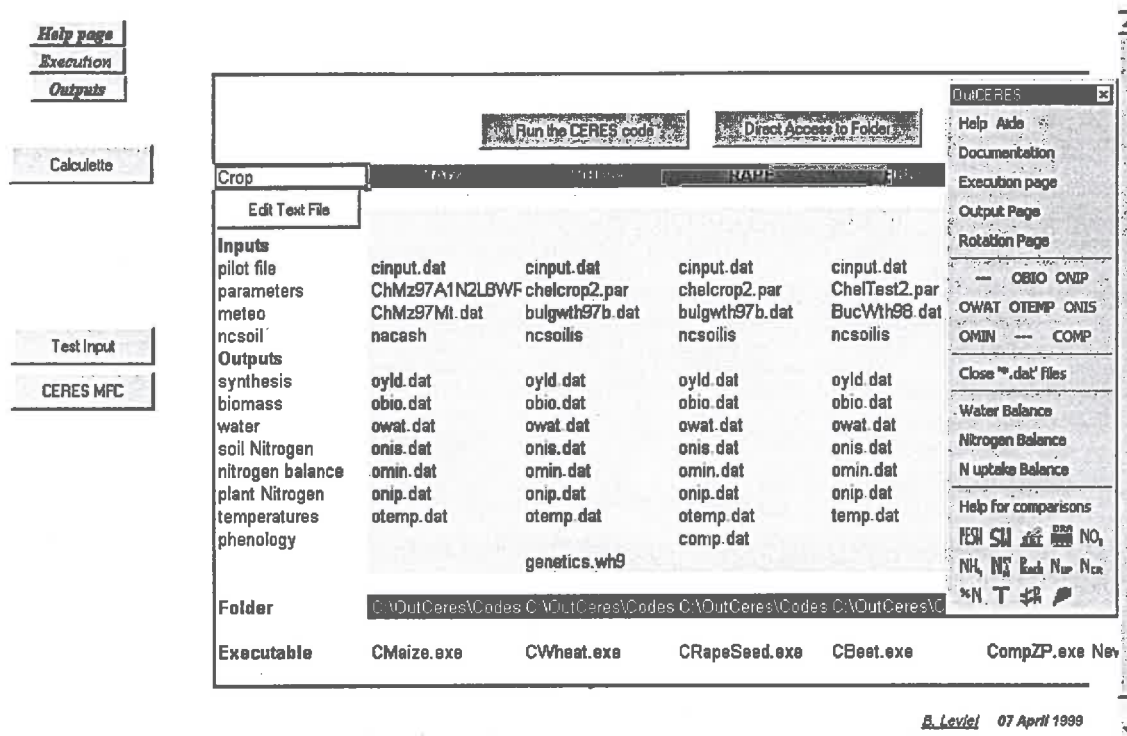 Help page
Execution
Outputs
Calculette
Test Input
CERES MFC
Run the CERES code Direct Access to Folder
Crop RAPE
Edit Text File
Inputs
pilot file cinput.dat cinput.dat cinput.dat cinput.dat
parameters ChMz97A1N2L8WF chelcrop2.par chelcrop2.par ChelTest2.par
meteo ChMz97Mt.dat bulgwth97b.dat bulgwth97b.dat BucWth98.dat
ncsoil nacash ncsoilis ncsoilis ncsoilis
Outputs
synthesis oyld.dat oyld.dat oyld.dat oyld.dat
biomass obio.dat obio.dat obio.dat obio.dat
water owat.dat owat.dat owat.dat owat.dat
soil Nitrogen onis.dat onis.dat onis.dat onis.dat
nitrogen balance omin.dat omin.dat omin.dat omin.dat
plant Nitrogen onip.dat onip.dat onip.dat onip.dat
temperatures otemp.dat otemp.dat otemp.dat temp.dat
phenology comp.dat
genetics.wh9
Folder C:\OutCeres\Codes C:\OutCeres\Codes C:\OutCeres\Codes C:\OutCeres\C
Executable CMaize.exe CWheat.exe CRapeSeed.exe CBeet.exe CompZP.exe New
OutCERES
Help Aide
Documentation
Execution page
Output Page
Rotation Page
--- OBIO ONIP
OWAT OTEMP ONIS
OMIN --- COMP
Close '*.dat' files
Water Balance
Nitrogen Balance
N uptake Balance
Help for comparisons
NO3
NH4 Nup Ncr
%N T
B. Leviel 07 April 1999